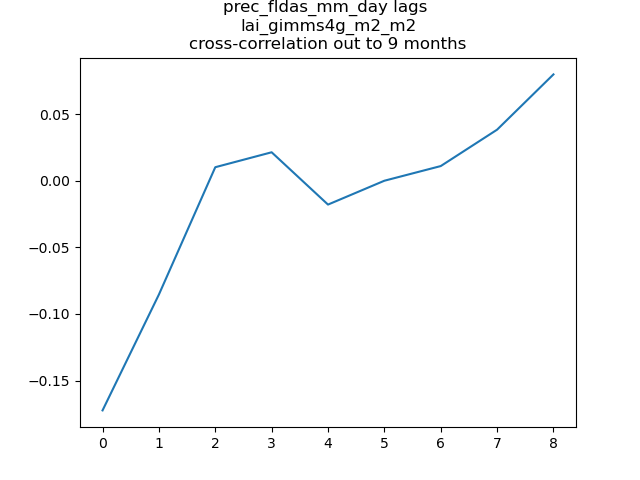 prec_fldas_mm_day lags
lai_gimms4g_m2_m2
cross-correlation out to 9 months
0.05
0.00
−0.05
−0.10
−0.15
0 1 2 3 4 5 6 7 8